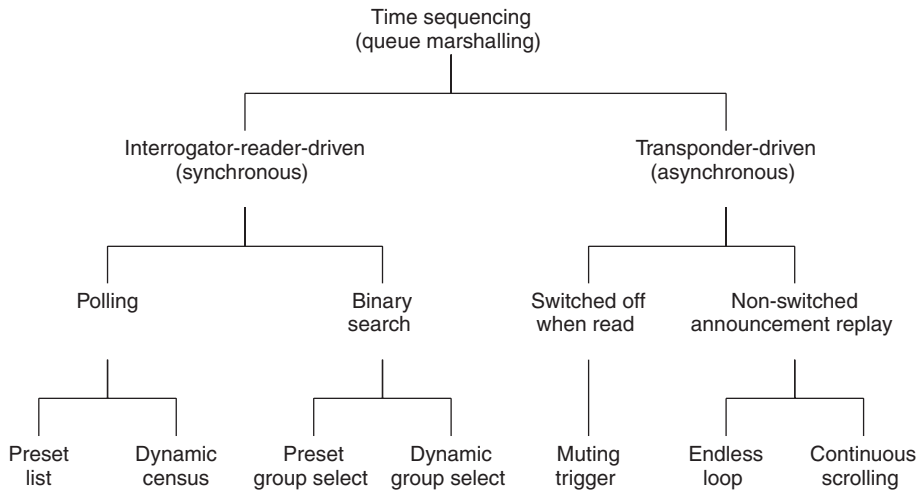 Time sequencing
(queue marshalling)
Interrogator-reader-driven
(synchronous)
Transponder-driven
(asynchronous)
Polling
Binary
search
Switched off
when read
Non-switched
announcement replay
Preset
list
Dynamic
census
Preset
group select
Dynamic
group select
Muting
trigger
Endless
loop
Continuous
scrolling